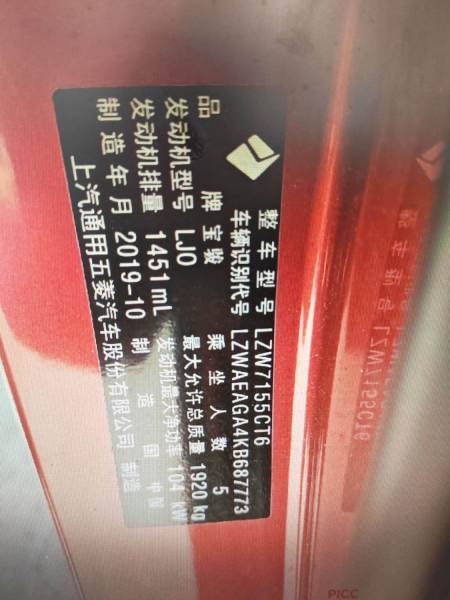 整车型号 LZW7155CT6
车辆识别代号 LZWAEAGA4KB687773
品牌 宝骏 乘坐人数 5
发动机型号 LJO 最大允许总质量 1920 kg
发动机排量 1451mL 发动机最大净功率 104 kW
制造年月 2019-10 制造国 中国
上汽通用五菱汽车股份有限公司 制造
PICC